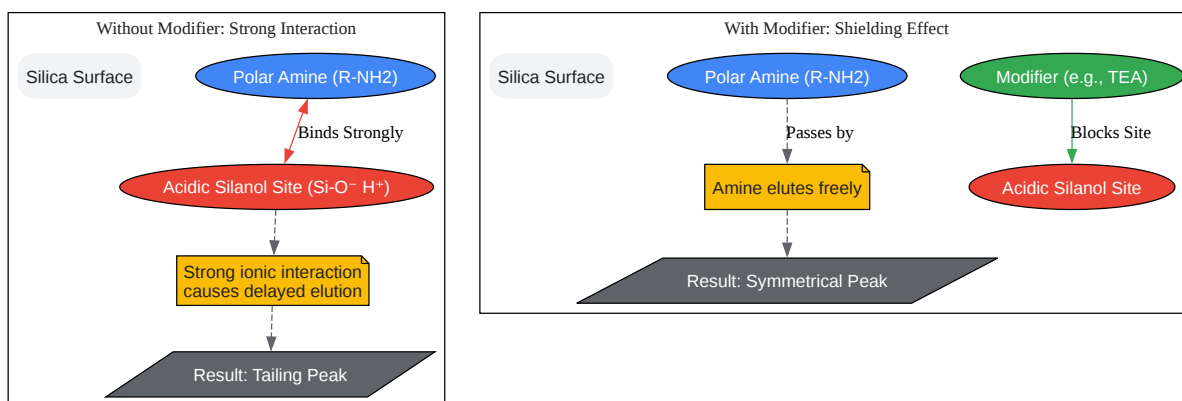 Without Modifier: Strong Interaction
Silica Surface
Polar Amine (R-NH2)
Binds Strongly
Acidic Silanol Site (Si-O⁻ H⁺)
Strong ionic interaction
causes delayed elution
Result: Tailing Peak
With Modifier: Shielding Effect
Silica Surface
Polar Amine (R-NH2)
Modifier (e.g., TEA)
Passes by
Blocks Site
Amine elutes freely
Acidic Silanol Site
Result: Symmetrical Peak